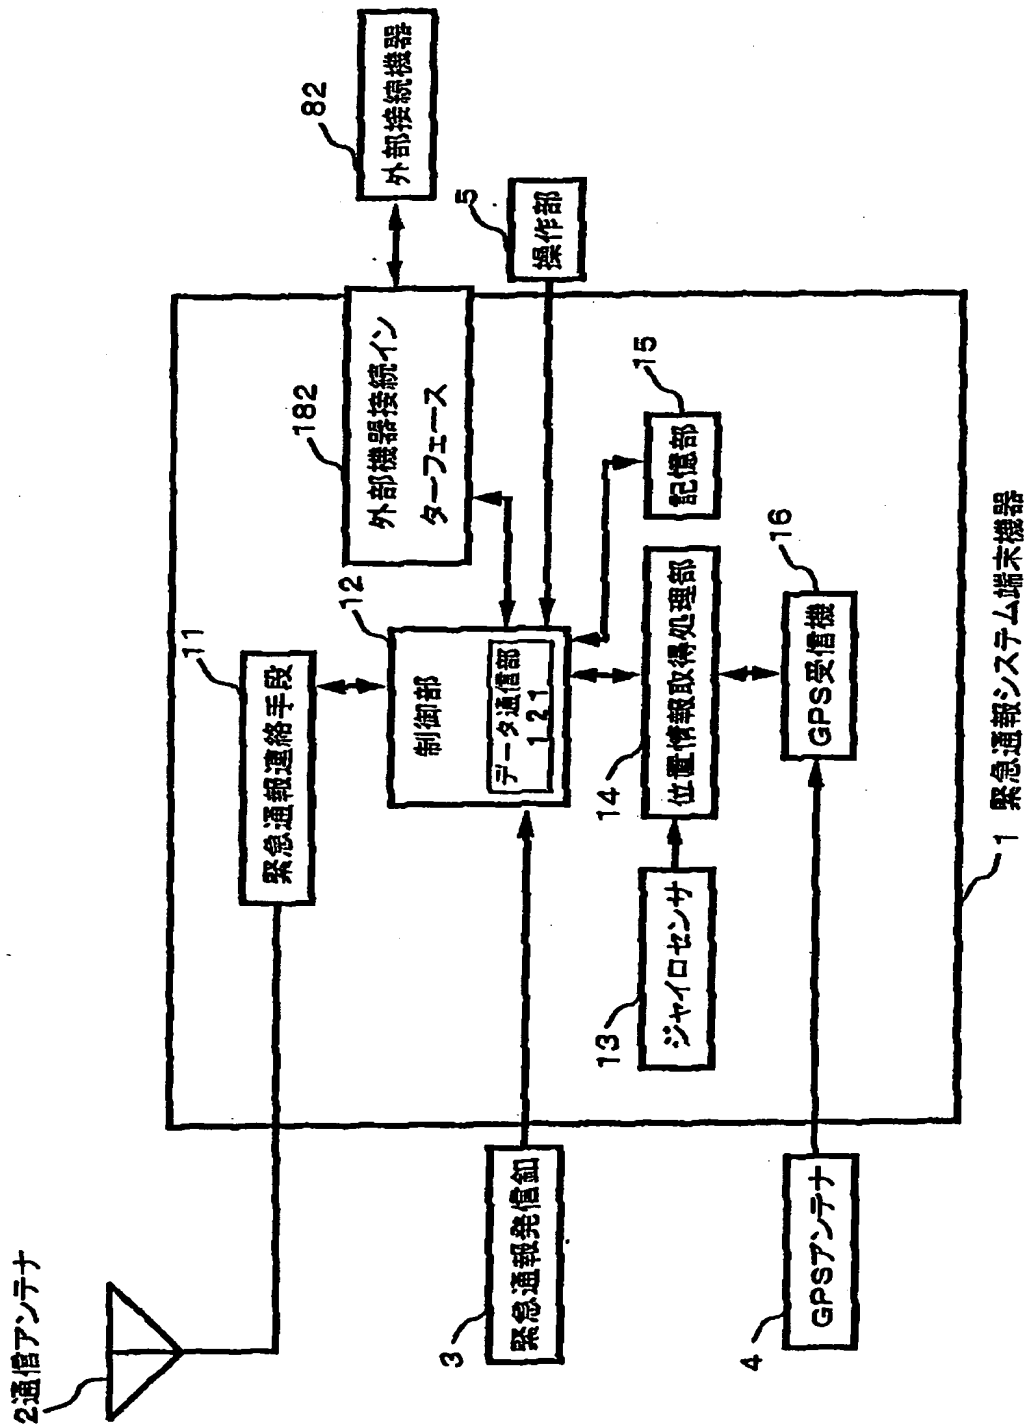 2通信アンテナ
11
緊急通報連絡手段
82
外部接続機器
182
外部機器接続イン
ターフェース
12
制御部
データ通信部
121
5
操作部
3
緊急通報発信釦
13
ジャイロセンサ
14
位置情報取得処理部
15
記憶部
4
GPSアンテナ
16
GPS受信機
1 緊急通報システム端末機器